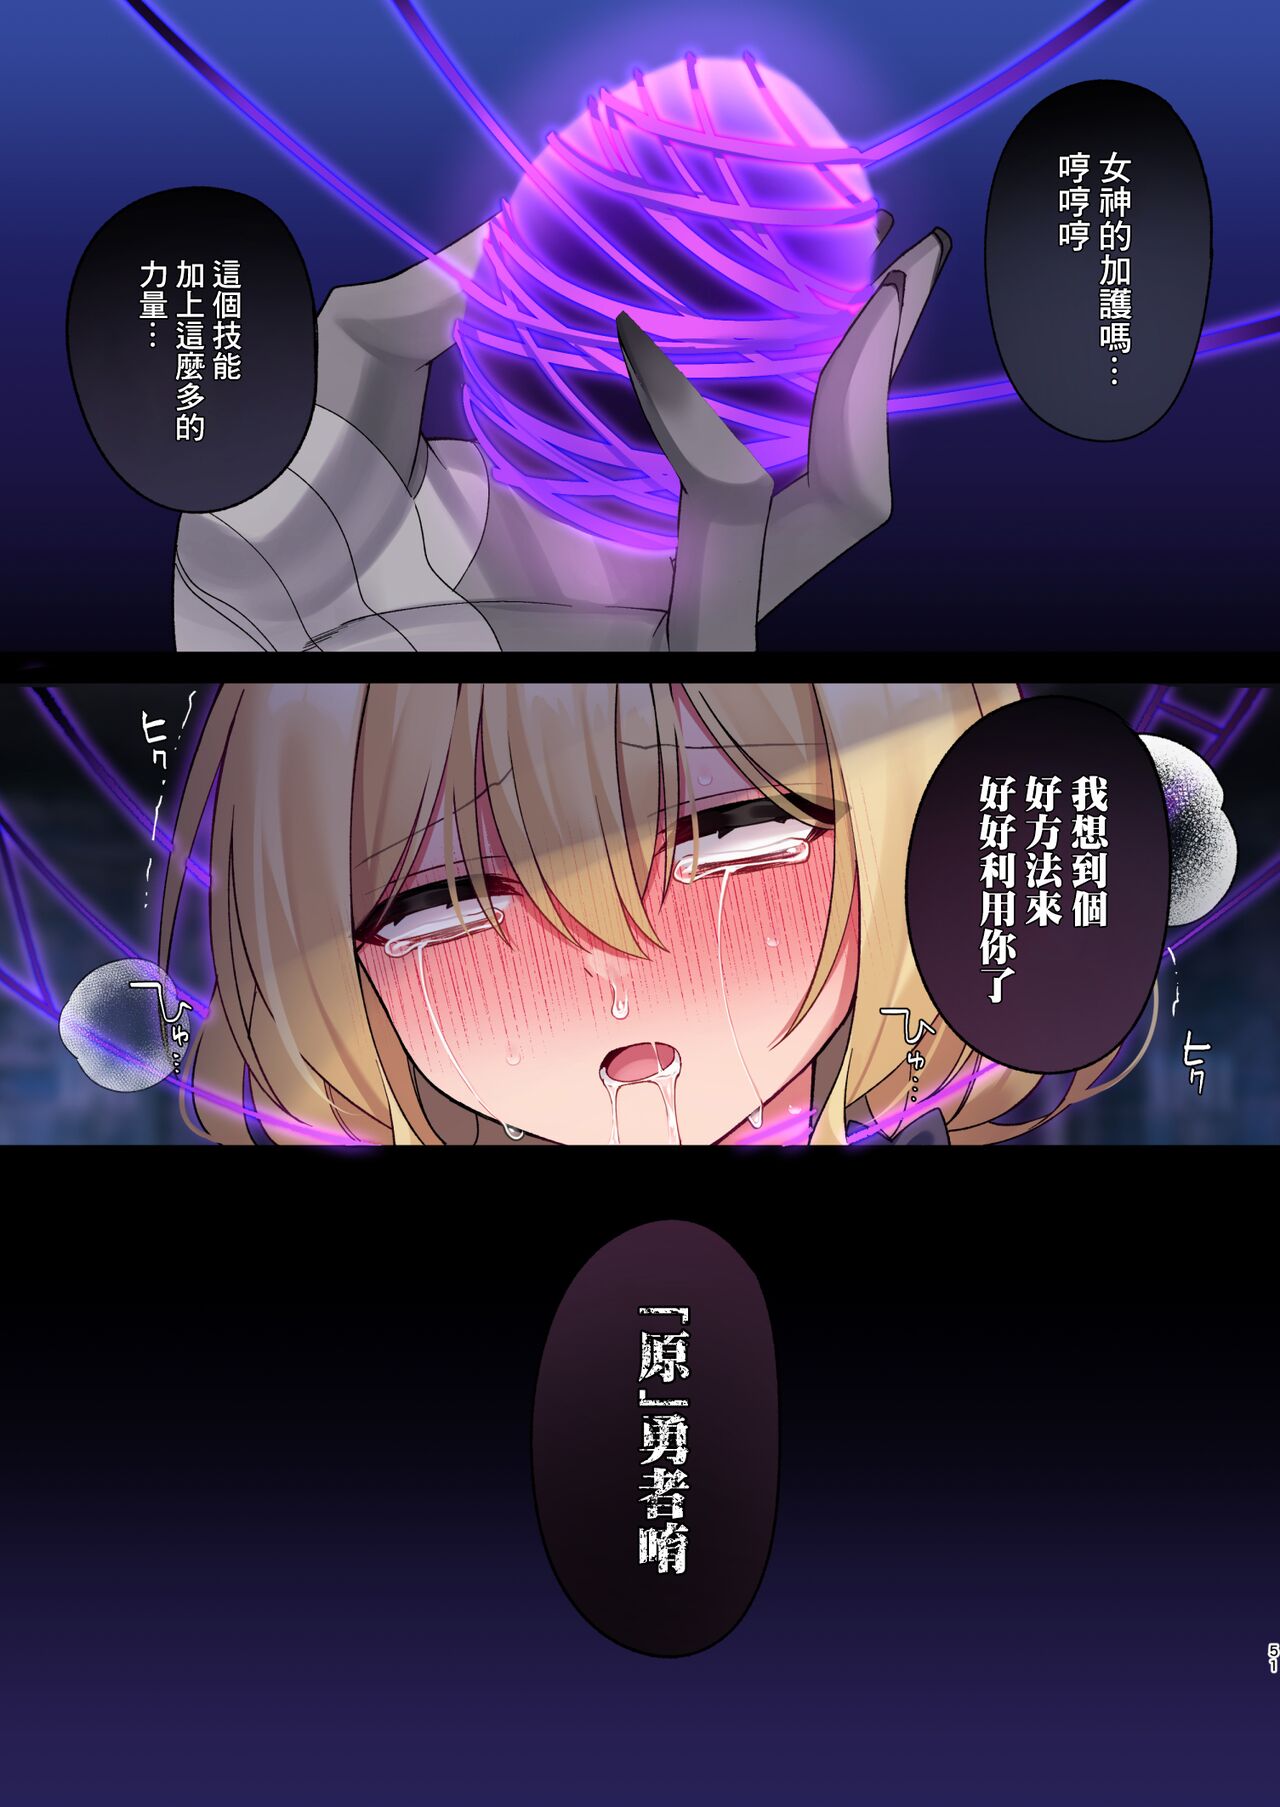 女神的加護嗎…
哼哼哼
這個技能
加上這麼多的
力量…
我想到個
好方法來
好好利用你了
ヒク
ひゅ…
ひゅ…
ヒク
「原」勇者唷
51